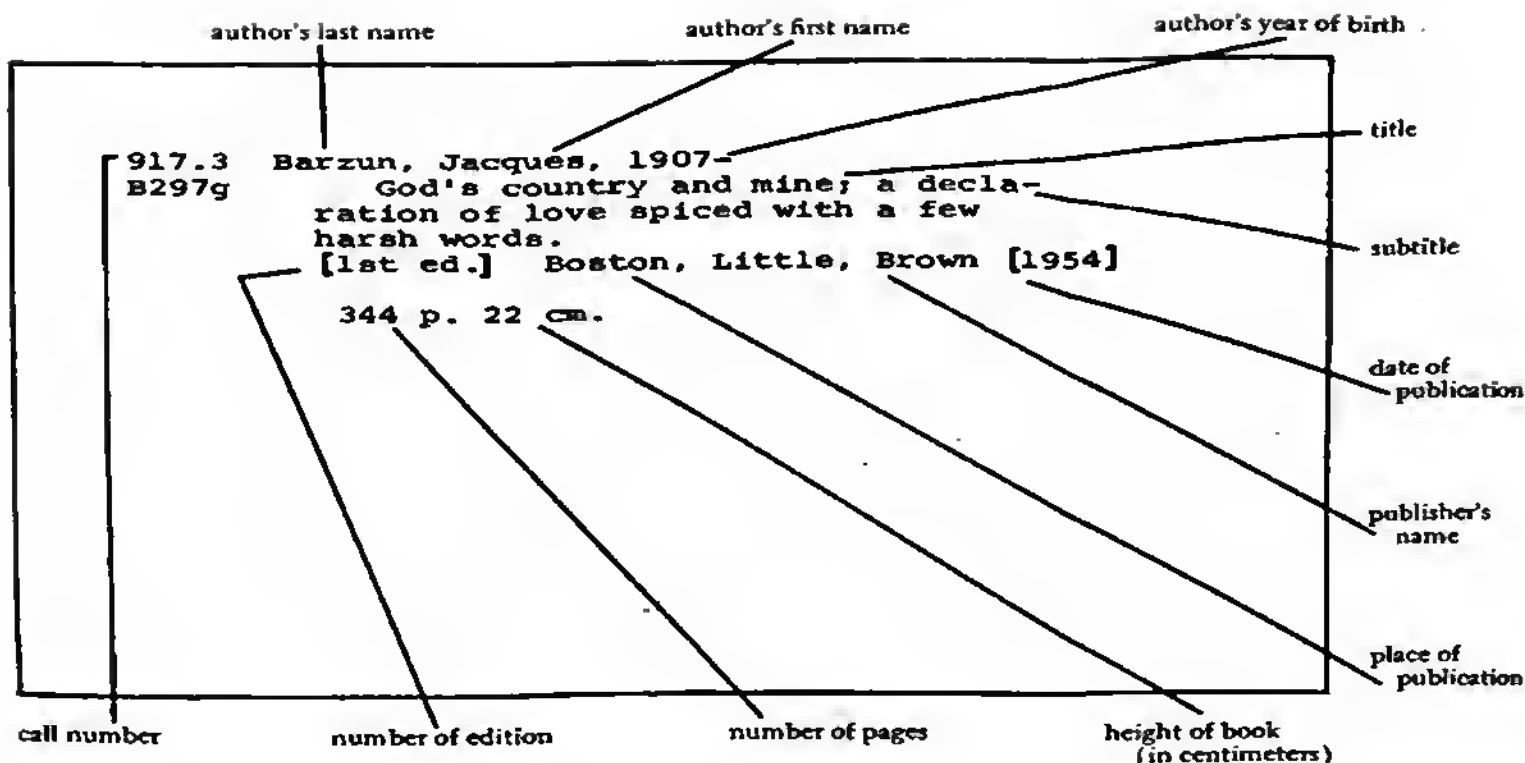 author's last name
author's first name
author's year of birth
title
917.3 Barzun, Jacques, 1907-
B297g God's country and mine; a decla-
ration of love spiced with a few
harsh words.
subtitle
[1st ed.] Boston, Little, Brown [1954]
344 p. 22 cm.
date of
publication
publisher's
name
place of
publication
call number
number of edition
number of pages
height of book
(in centimeters)